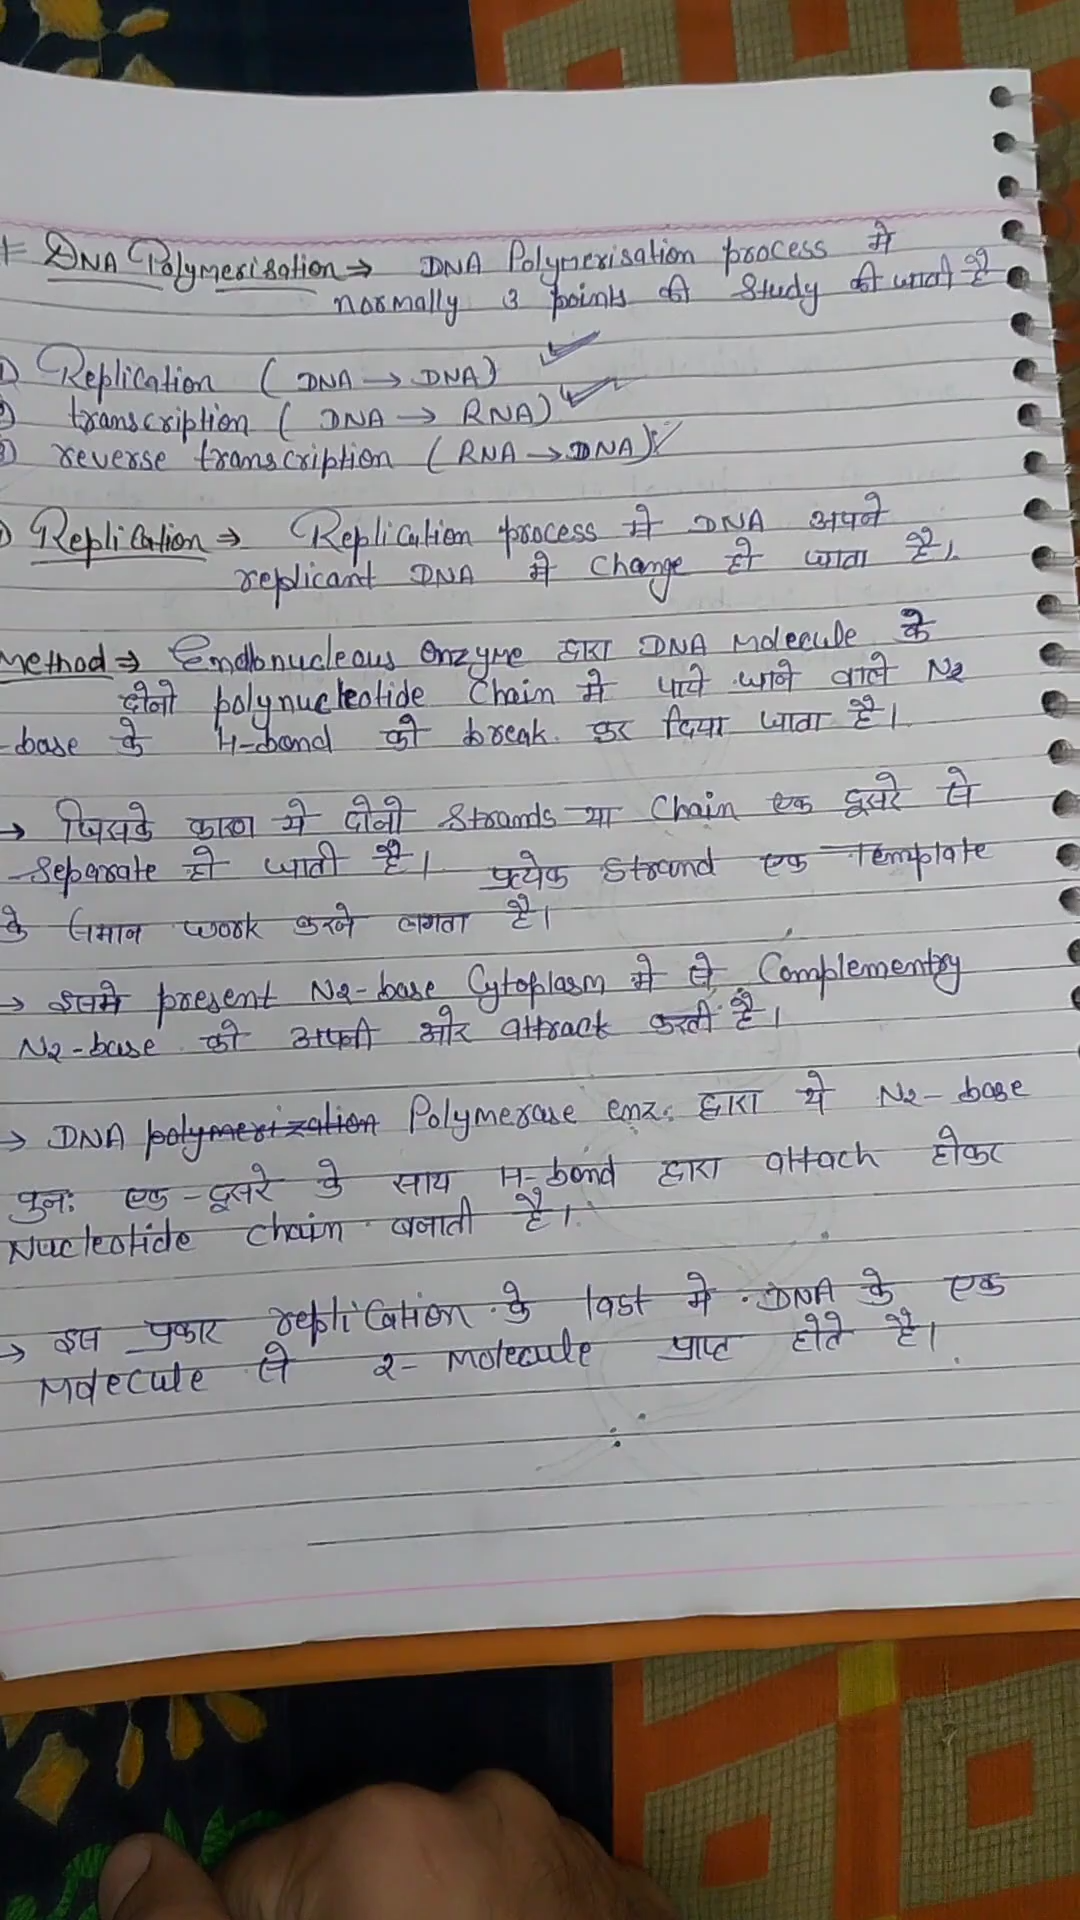 * DNA Polymerisation ⇒ DNA Polymerisation process मे
normally 3 points की study की जाती है
1) Replication ( DNA → DNA)
2) transcription ( DNA → RNA)
3) reverse transcription ( RNA → DNA)
1) Replication ⇒ Replication process मे DNA अपने
replicant DNA मे change हो जाता है।
Method ⇒ Endonucleous enzyme द्वारा DNA Molecule के
दोनो polynucleotide chain मे पाये जाने वाले N2
-base के H-bond को break कर दिया जाता है।
→ जिसके कारण ये दोनो strands या chain एक दूसरे से
separate हो जाती है। प्रत्येक strand एक Template
के समान work करने लगता है।
→ इसमे present N2-base Cytoplasm मे से Complementry
N2-base को अपनी ओर attrack करती है।
→ DNA polymerization Polymerase enz. द्वारा ये N2-base
पुनः एक-दूसरे के साथ H-bond द्वारा attach होकर
Nucleotide chain बनाती है।
→ इस प्रकार replication के last मे DNA के एक
Molecule से 2- Molecule प्राप्त होते है।